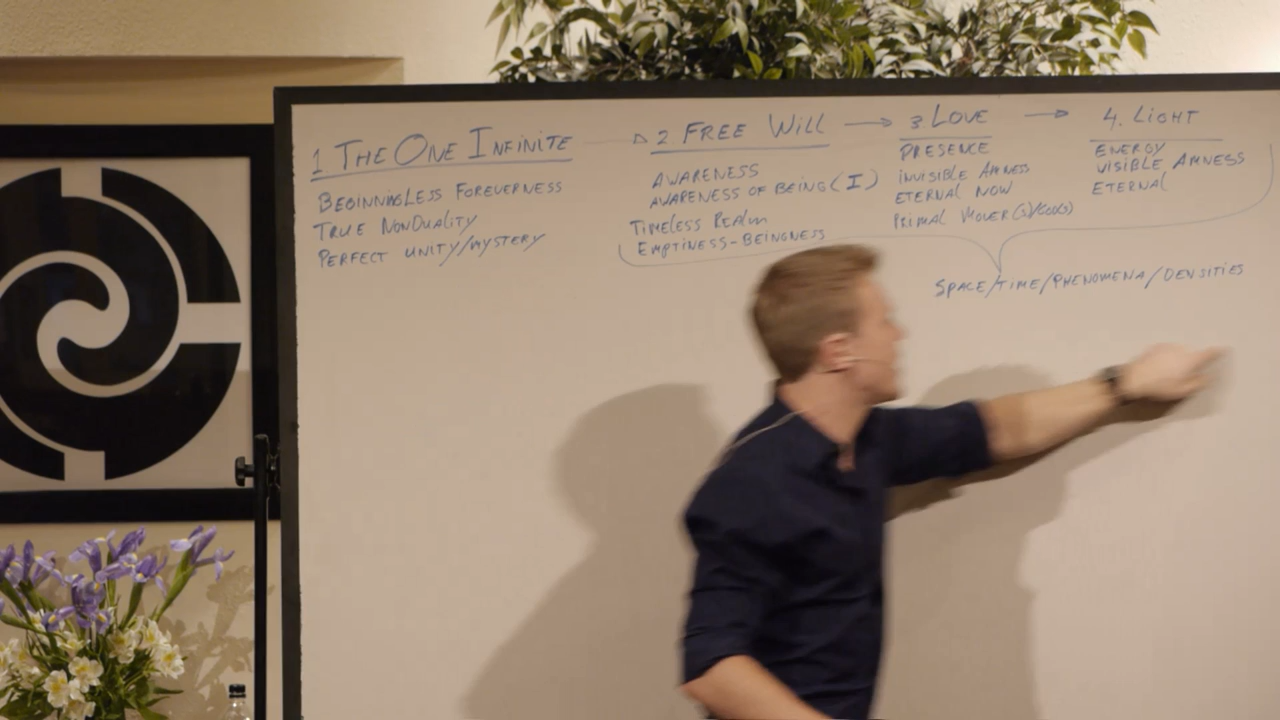 1 THE ONE INFINITE
BEGINNINGLESS FOREVERNESS
TRUE NONDUALITY
PERFECT UNITY/MYSTERY
2 FREE WILL
AWARENESS
AWARENESS OF BEING (I)
TIMELESS REALM
EMPTINESS-BEINGNESS
3 LOVE
PRESENCE
INVISIBLE AMNESS
ETERNAL NOW
PRIMAL MOVER(S)/
4. LIGHT
ENERGY
VISIBLE AMNESS
ETERNAL
SPACE/TIME/PHENOMENA/DENSITIES